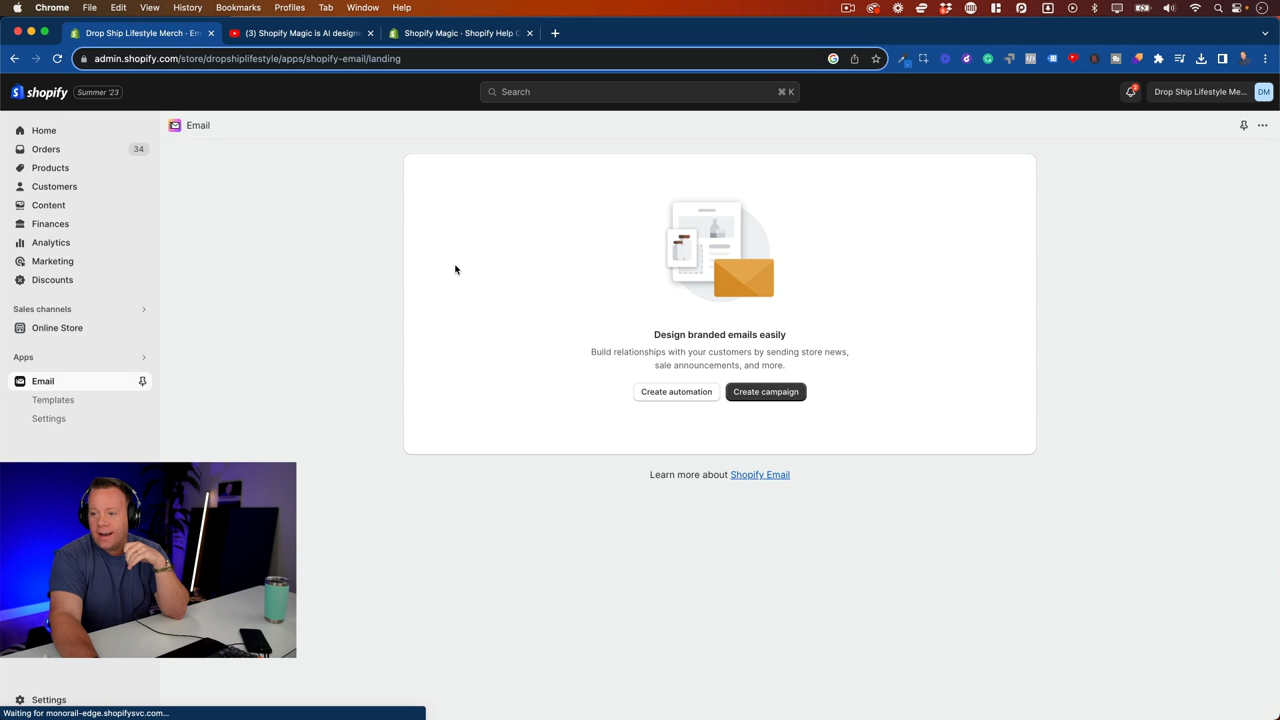 Chrome File Edit View History Bookmarks Profiles Tab Window Help
Drop Ship Lifestyle Merch · Em
(3) Shopify Magic is AI design
Shopify Magic · Shopify Help C
admin.shopify.com/store/dropshiplifestyle/apps/shopify-email/landing
shopify Summer '23
Search
⌘ K
2
Drop Ship Lifestyle Me...
DM
Home
Orders 34
Products
Customers
Content
Finances
Analytics
Marketing
Discounts
Sales channels
Online Store
Apps
Email
Templates
Settings
Email
Design branded emails easily
Build relationships with your customers by sending store news,
sale announcements, and more.
Create automation Create campaign
Learn more about Shopify Email
Settings
Waiting for monorail-edge.shopifysvc.com...